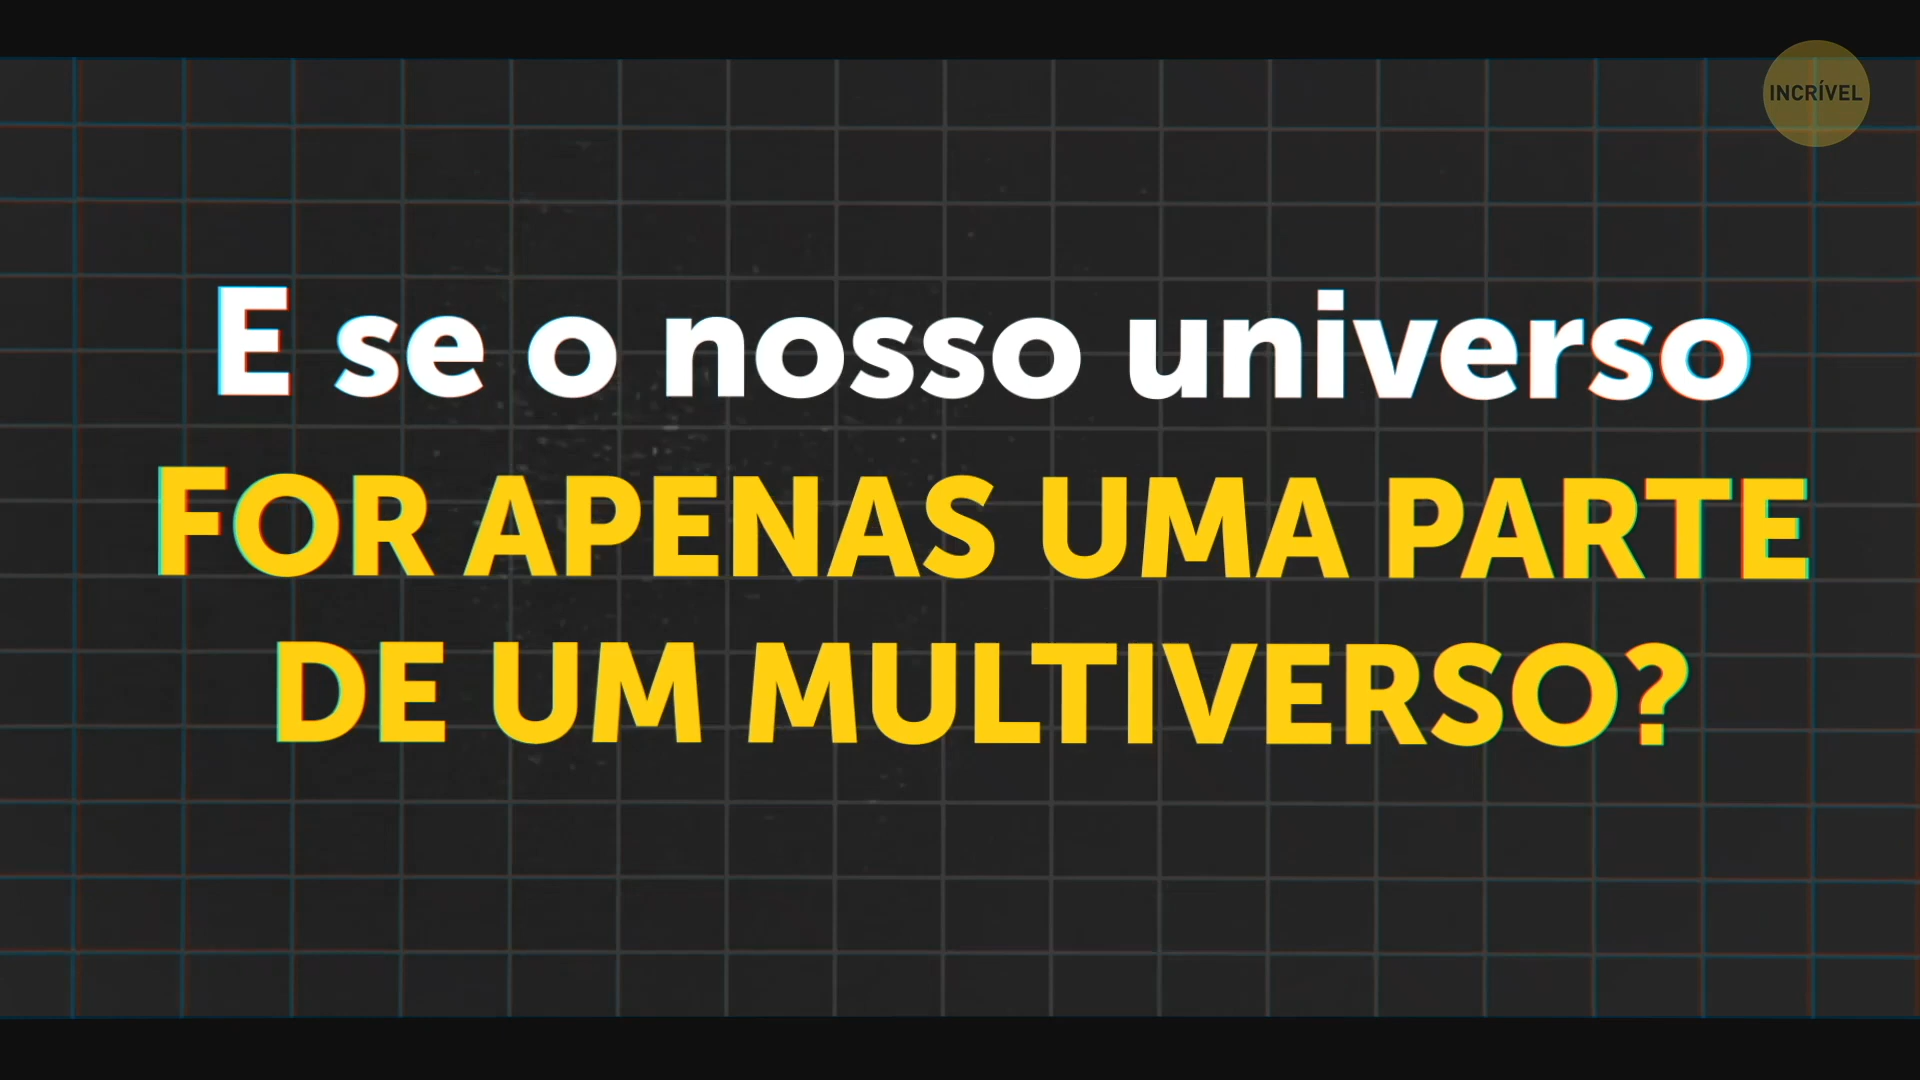 INCRÍVEL
E se o nosso universo
FOR APENAS UMA PARTE
DE UM MULTIVERSO?